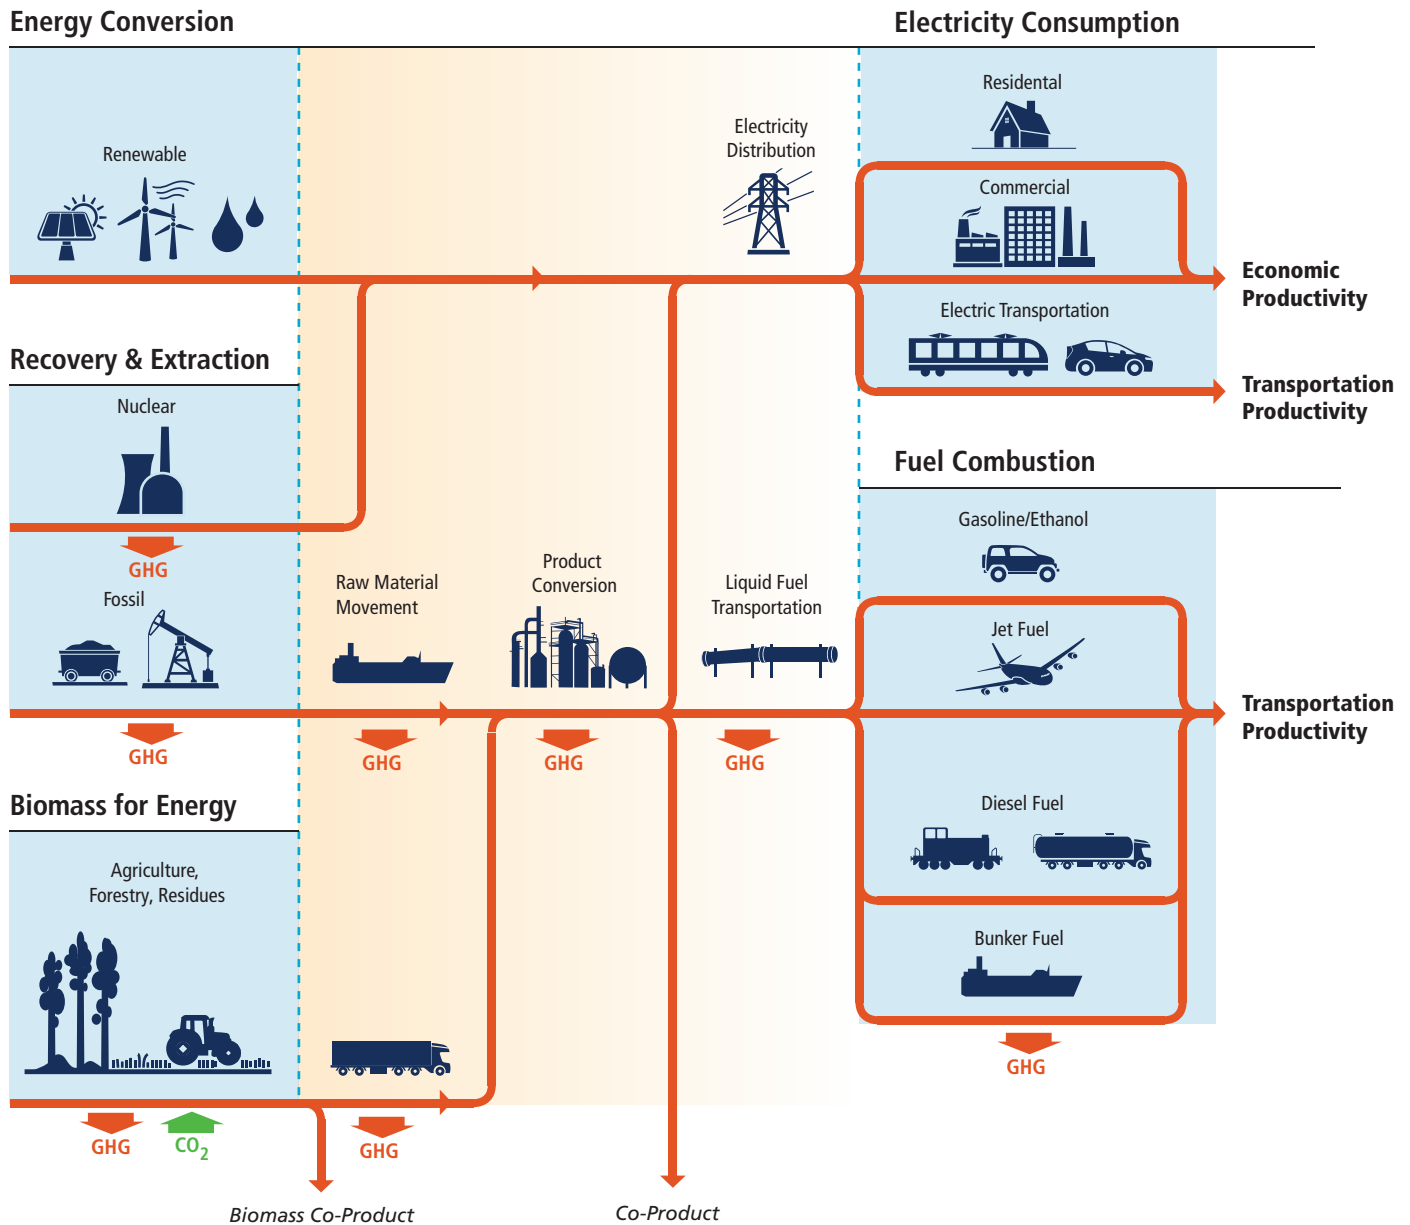 Energy Conversion
Electricity Consumption
Residental
Renewable
Electricity
Distribution
Commercial
Economic
Productivity
Electric Transportation
Recovery & Extraction
Nuclear
Transportation
Productivity
Fuel Combustion
Gasoline/Ethanol
GHG
Fossil
Raw Material
Movement
Product
Conversion
Liquid Fuel
Transportation
Jet Fuel
Transportation
Productivity
GHG
GHG
GHG
GHG
Biomass for Energy
Diesel Fuel
Agriculture,
Forestry, Residues
Bunker Fuel
GHG
GHG
CO2
GHG
Biomass Co-Product
Co-Product